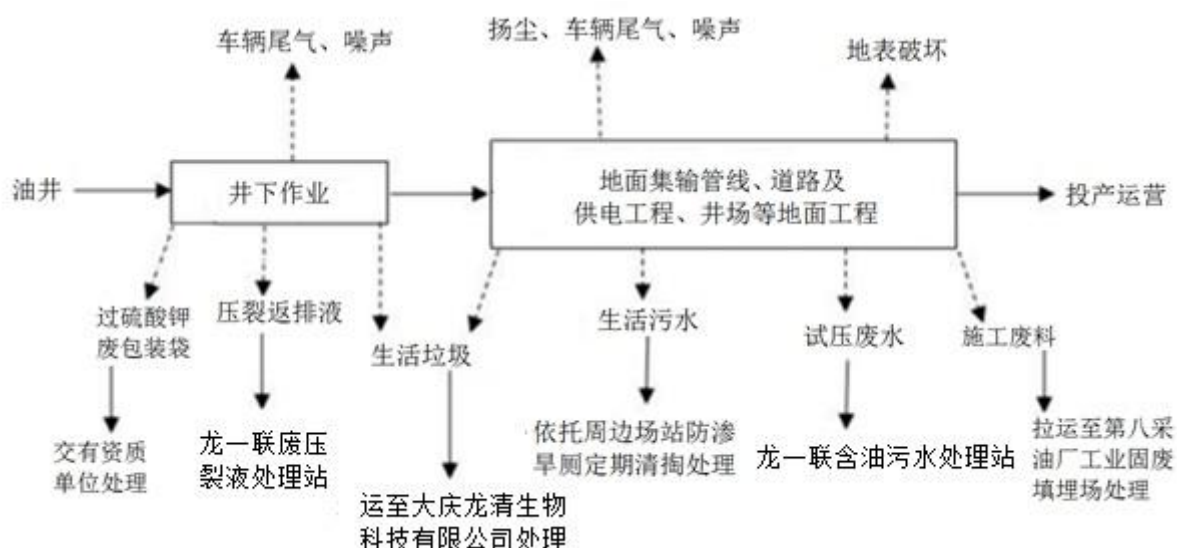 车辆尾气、噪声
扬尘、车辆尾气、噪声
地表破坏
油井
井下作业
地面集输管线、道路及
供电工程、井场等地面工程
投产运营
过硫酸钾
废包装袋
压裂返排液
生活垃圾
生活污水
试压废水
施工废料
交有资质
单位处理
龙一联废压
裂液处理站
运至大庆龙清生物
科技有限公司处理
依托周边场站防渗
旱厕定期清掏处理
龙一联含油污水处理站
拉运至第八采
油厂工业固废
填埋场处理